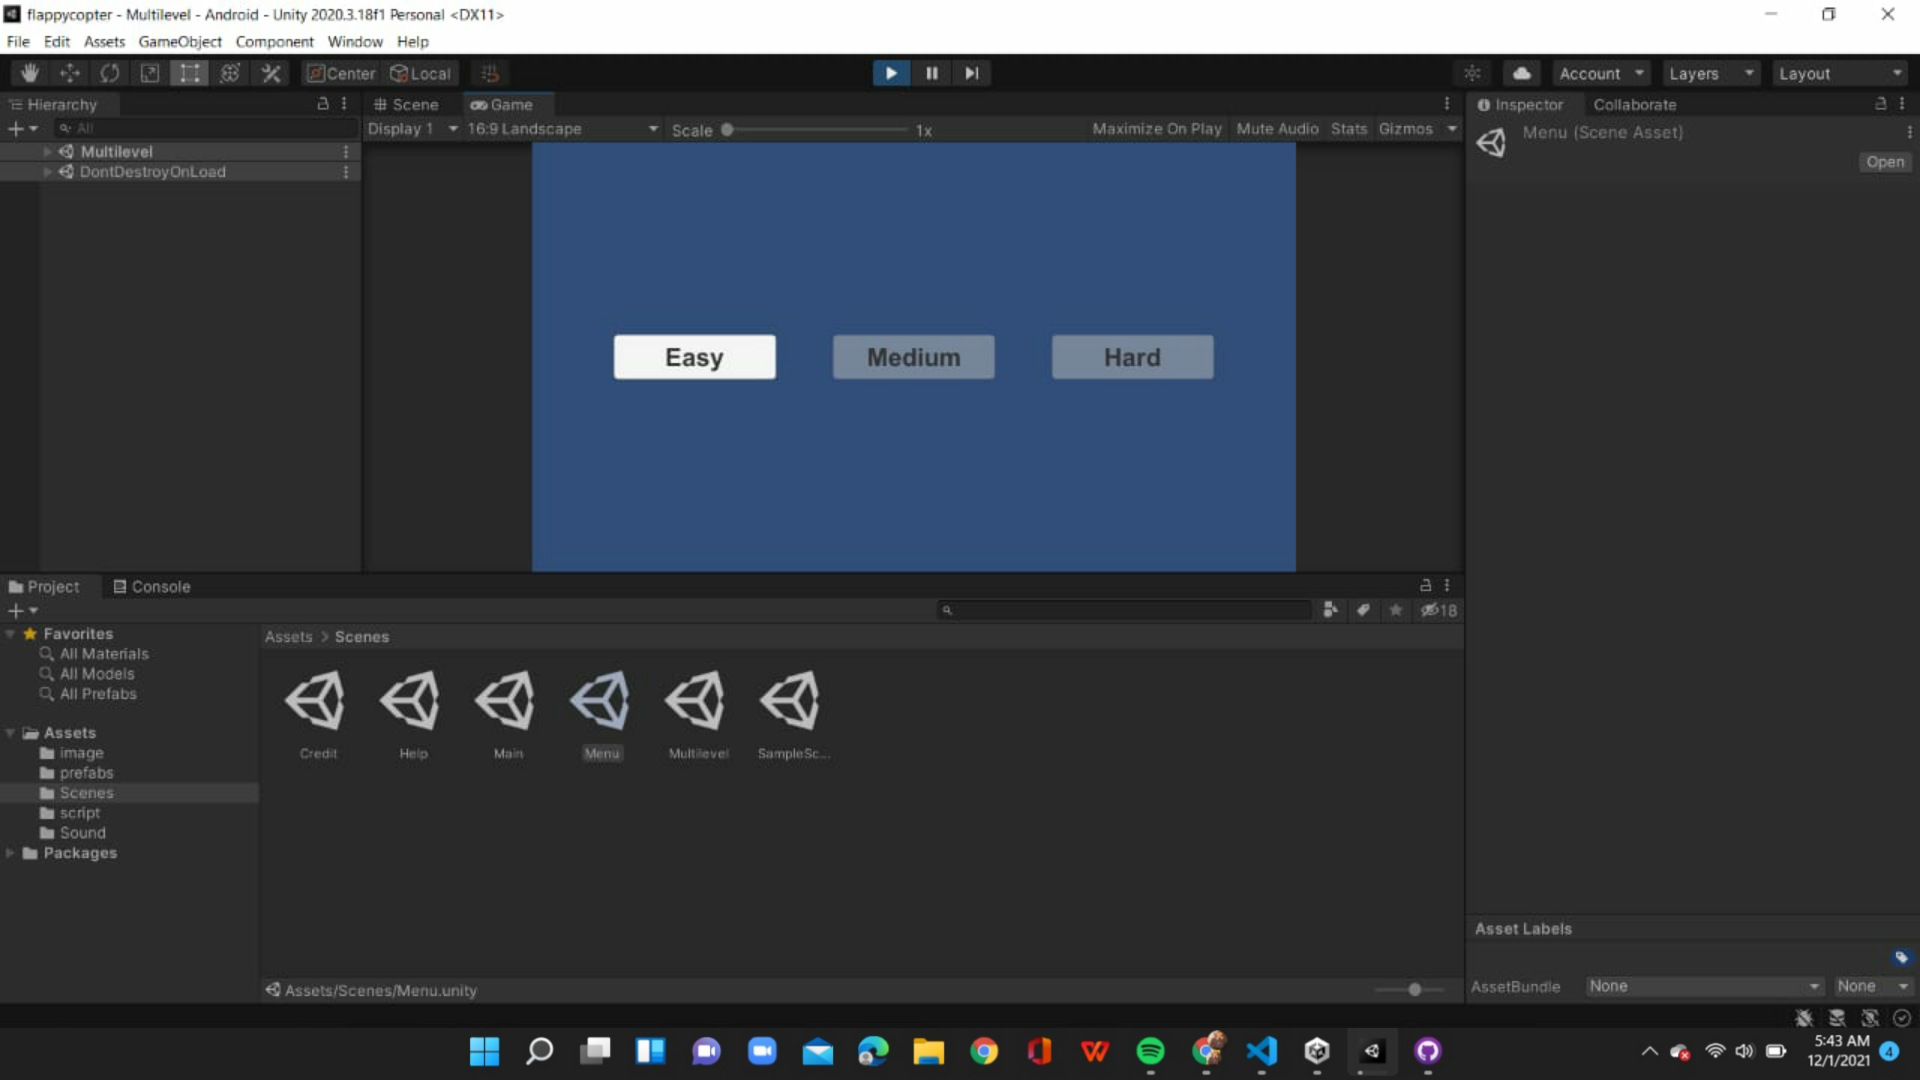 flappycopter - Multilevel - Android - Unity 2020.3.18f1 Personal <DX11>
File Edit Assets GameObject Component Window Help
Center Local
Account Layers Layout
Hierarchy
Scene Game
Inspector Collaborate
All
Display 1 16:9 Landscape Scale 1x Maximize On Play Mute Audio Stats Gizmos
Menu (Scene Asset)
Open
Multilevel
DontDestroyOnLoad
Easy Medium Hard
Project Console
18
Favorites
All Materials
All Models
All Prefabs
Assets
image
prefabs
Scenes
script
Sound
Packages
Assets > Scenes
Credit Help Main Menu Multilevel SampleSc...
Assets/Scenes/Menu.unity
Asset Labels
AssetBundle None None
5:43 AM
12/1/2021
4